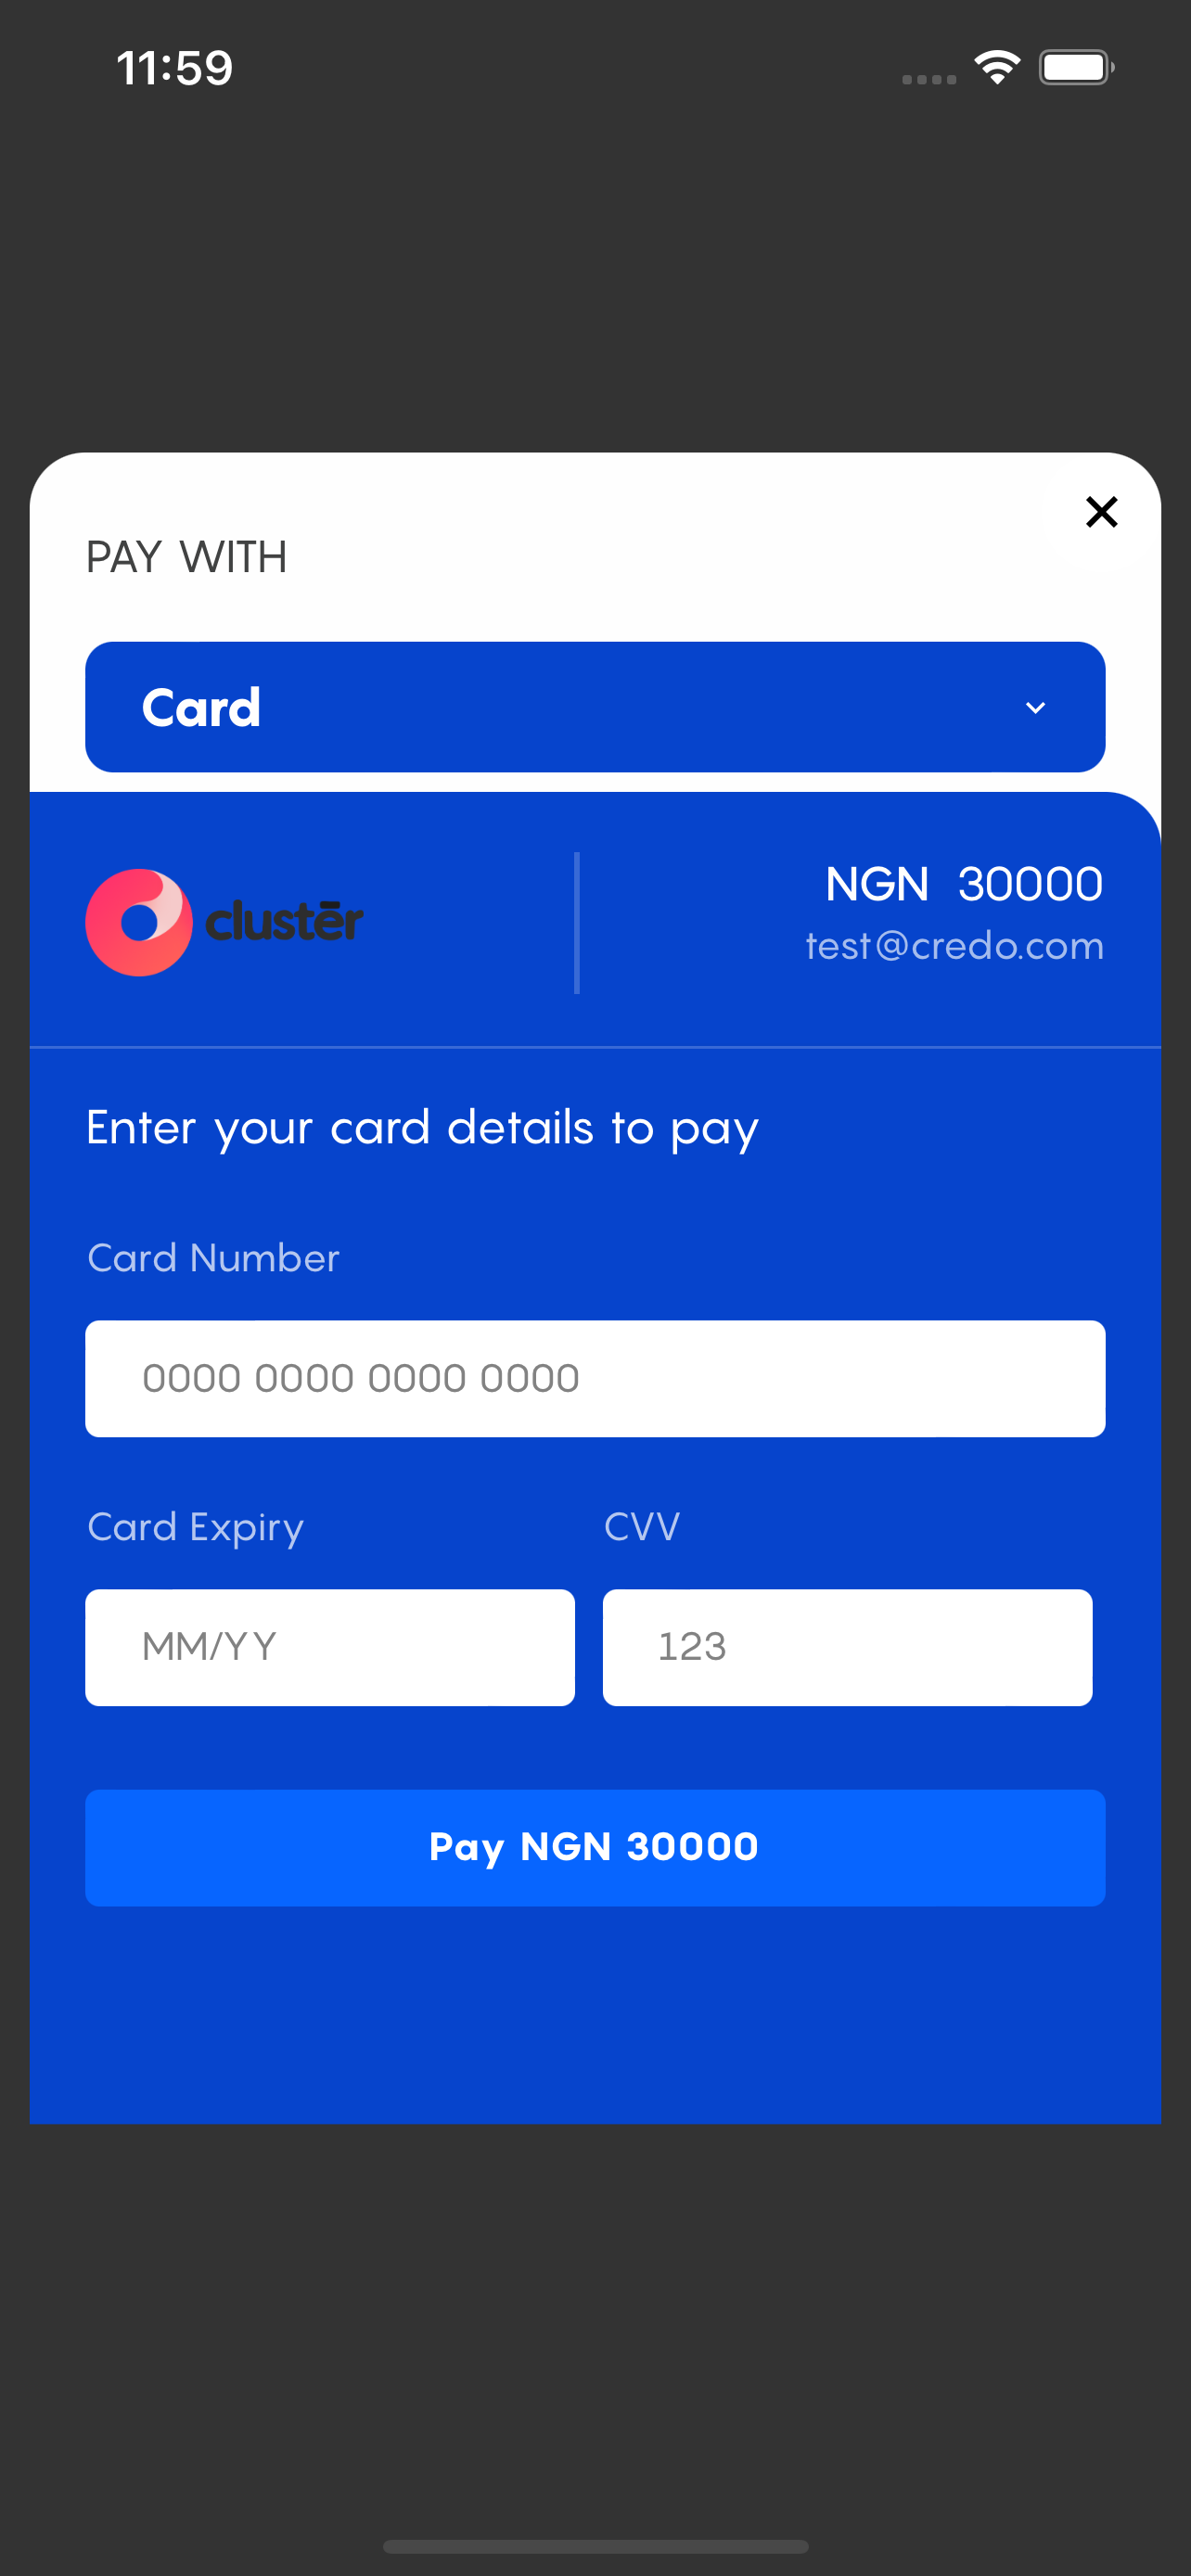 11:59
PAY WITH
Card
clustēr
NGN 30000
test@credo.com
Enter your card details to pay
Card Number
0000 0000 0000 0000
Card Expiry CVV
MM/YY 123
Pay NGN 30000